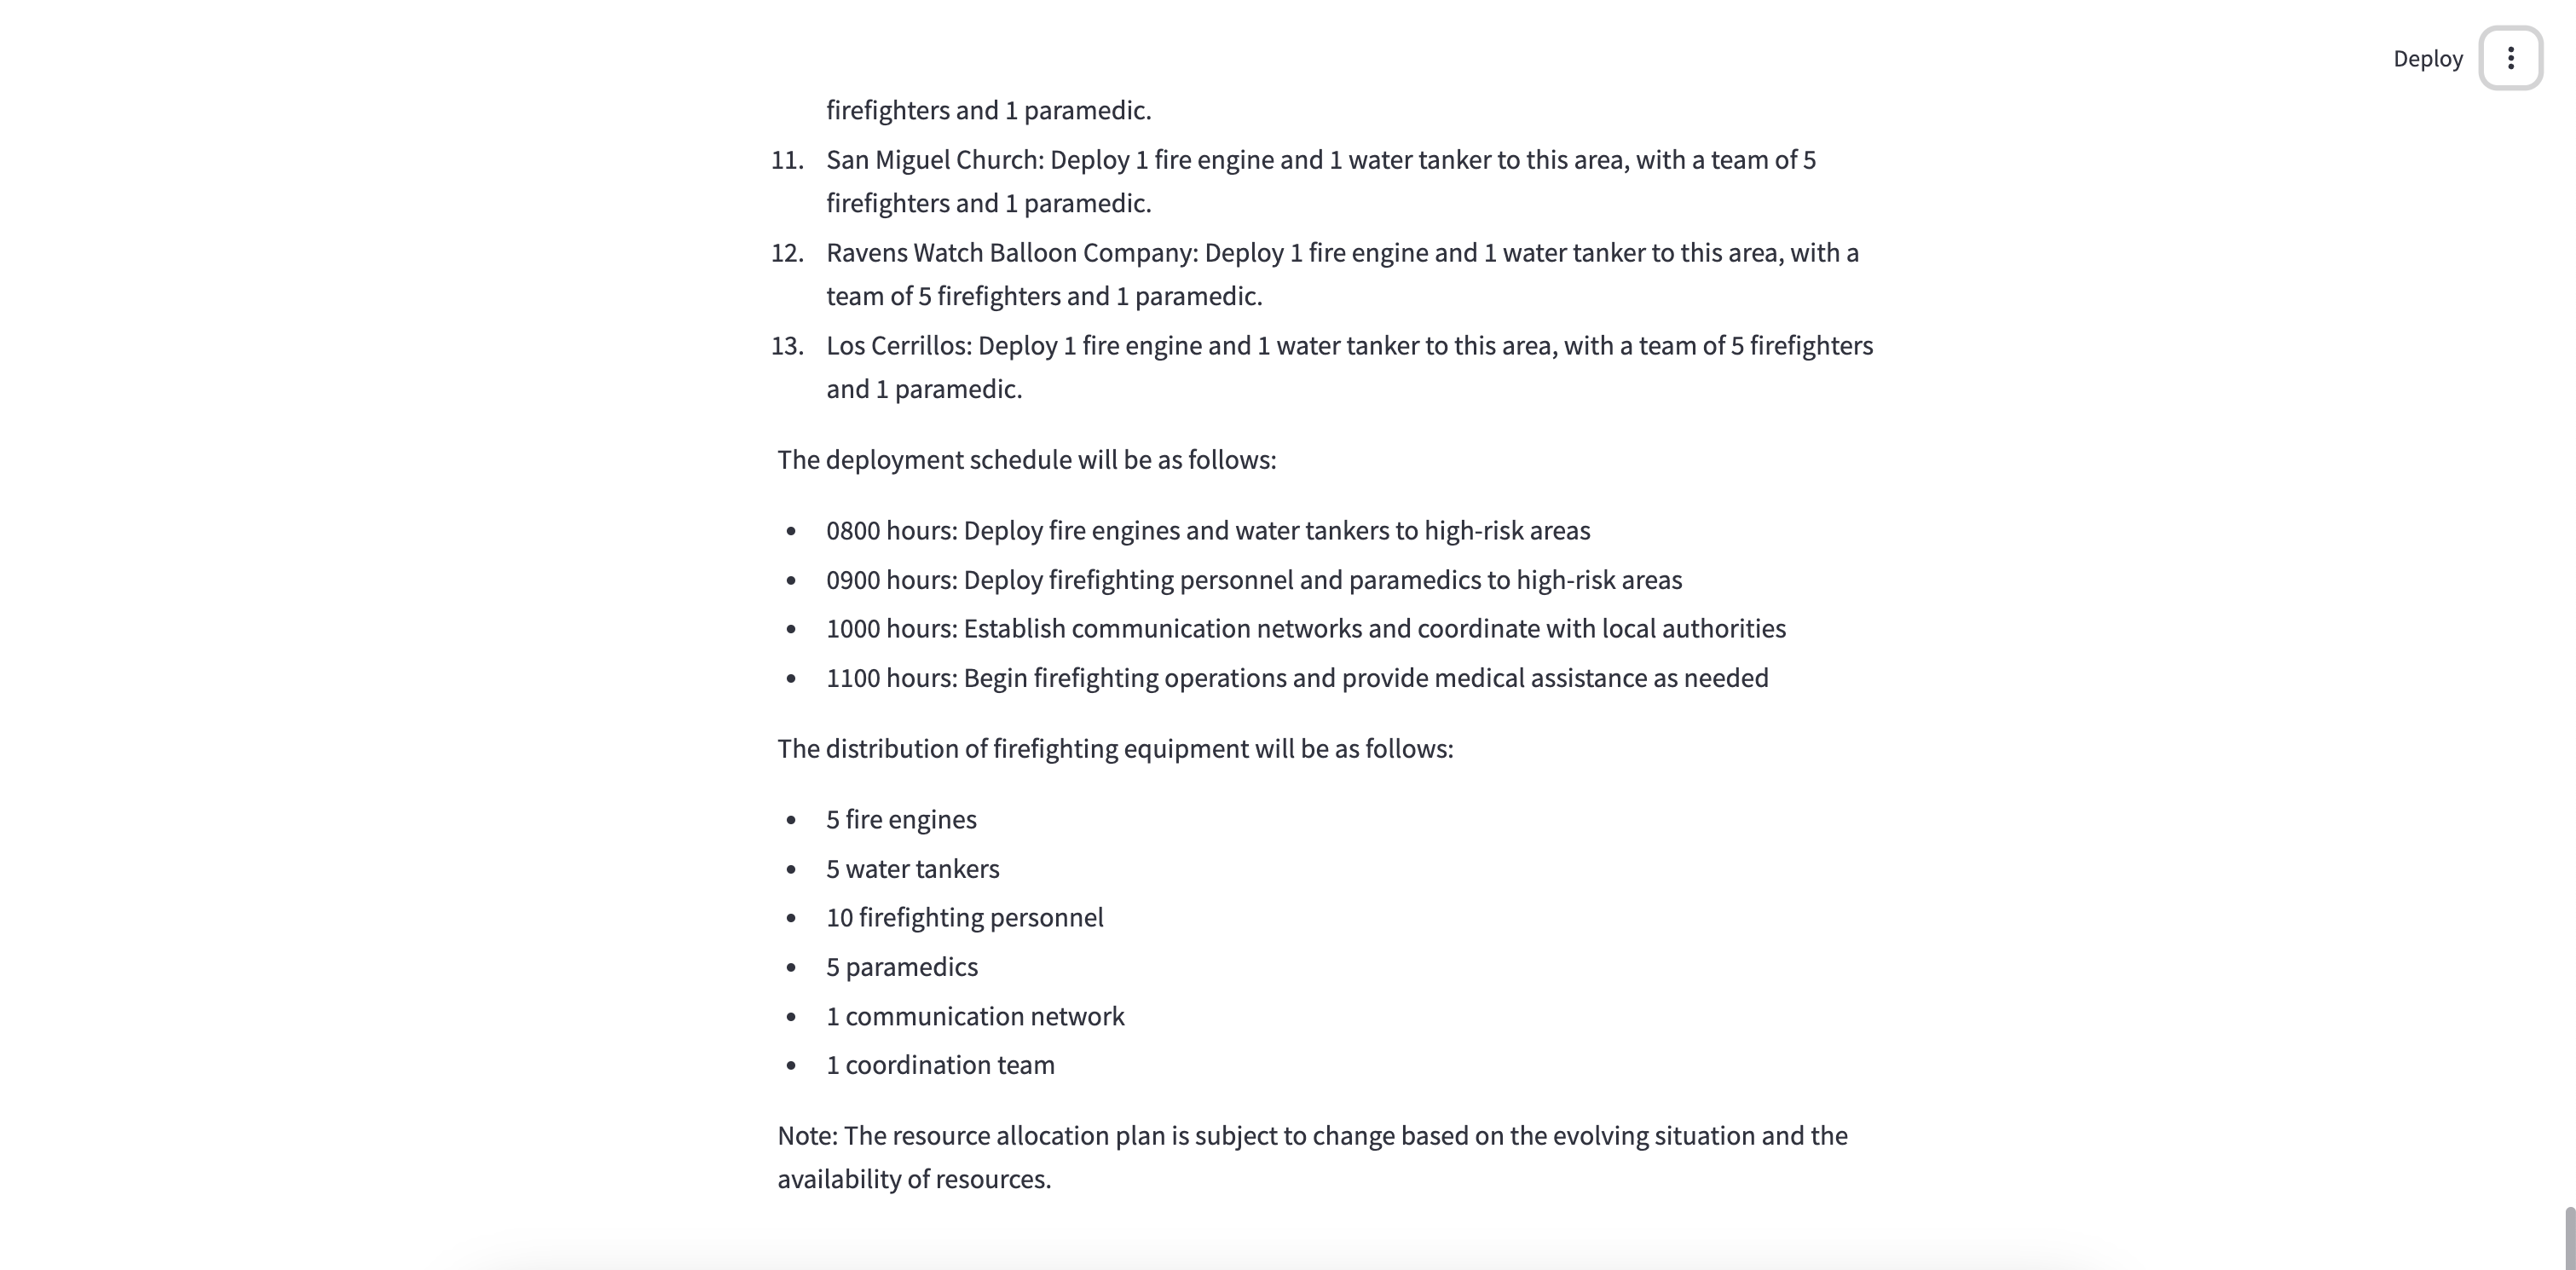 Deploy
firefighters and 1 paramedic.
11. San Miguel Church: Deploy 1 fire engine and 1 water tanker to this area, with a team of 5
firefighters and 1 paramedic.
12. Ravens Watch Balloon Company: Deploy 1 fire engine and 1 water tanker to this area, with a
team of 5 firefighters and 1 paramedic.
13. Los Cerrillos: Deploy 1 fire engine and 1 water tanker to this area, with a team of 5 firefighters
and 1 paramedic.
The deployment schedule will be as follows:
• 0800 hours: Deploy fire engines and water tankers to high-risk areas
• 0900 hours: Deploy firefighting personnel and paramedics to high-risk areas
• 1000 hours: Establish communication networks and coordinate with local authorities
• 1100 hours: Begin firefighting operations and provide medical assistance as needed
The distribution of firefighting equipment will be as follows:
• 5 fire engines
• 5 water tankers
• 10 firefighting personnel
• 5 paramedics
• 1 communication network
• 1 coordination team
Note: The resource allocation plan is subject to change based on the evolving situation and the
availability of resources.